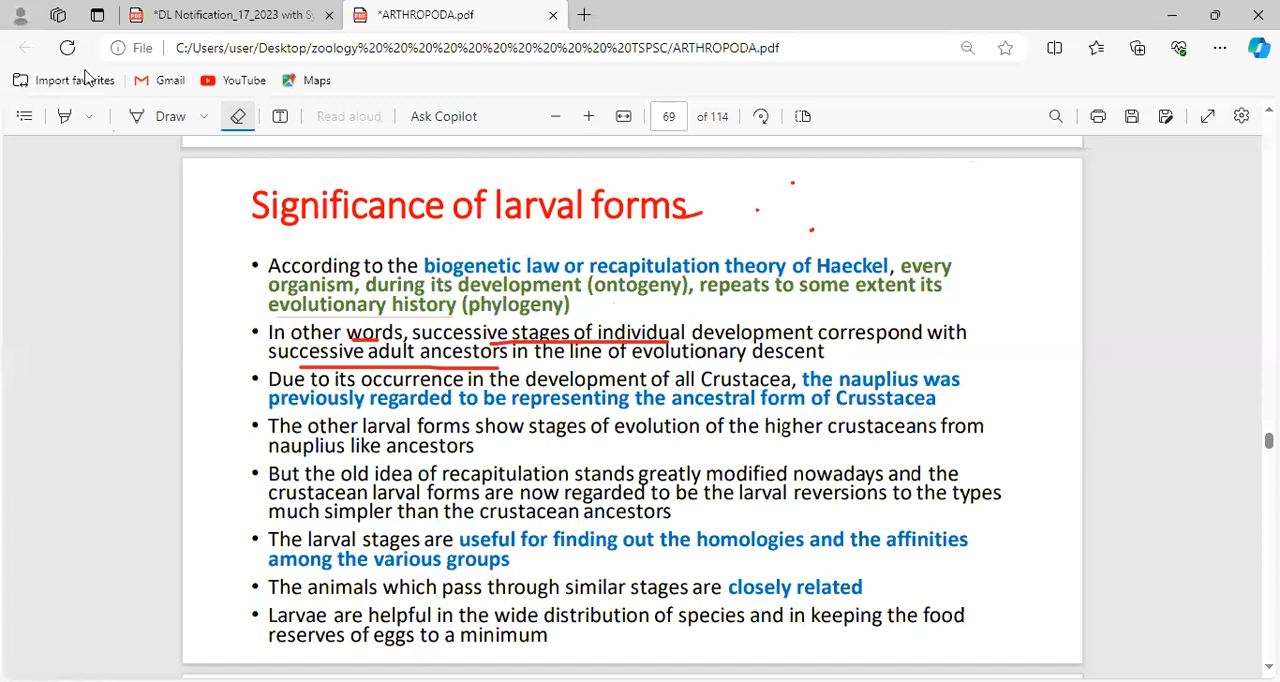 *DL Notification_17_2023 with Sy
*ARTHROPODA.pdf
File
C:/Users/user/Desktop/zoology%20%20%20%20%20%20%20%20%20%20TSPSC/ARTHROPODA.pdf
Import favorites
Gmail
YouTube
Maps
Draw
Read aloud
Ask Copilot
69 of 114
Significance of larval forms
• According to the biogenetic law or recapitulation theory of Haeckel, every
organism, during its development (ontogeny), repeats to some extent its
evolutionary history (phylogeny)
• In other words, successive stages of individual development correspond with
successive adult ancestors in the line of evolutionary descent
• Due to its occurrence in the development of all Crustacea, the nauplius was
previously regarded to be representing the ancestral form of Crusstacea
• The other larval forms show stages of evolution of the higher crustaceans from
nauplius like ancestors
• But the old idea of recapitulation stands greatly modified nowadays and the
crustacean larval forms are now regarded to be the larval reversions to the types
much simpler than the crustacean ancestors
• The larval stages are useful for finding out the homologies and the affinities
among the various groups
• The animals which pass through similar stages are closely related
• Larvae are helpful in the wide distribution of species and in keeping the food
reserves of eggs to a minimum